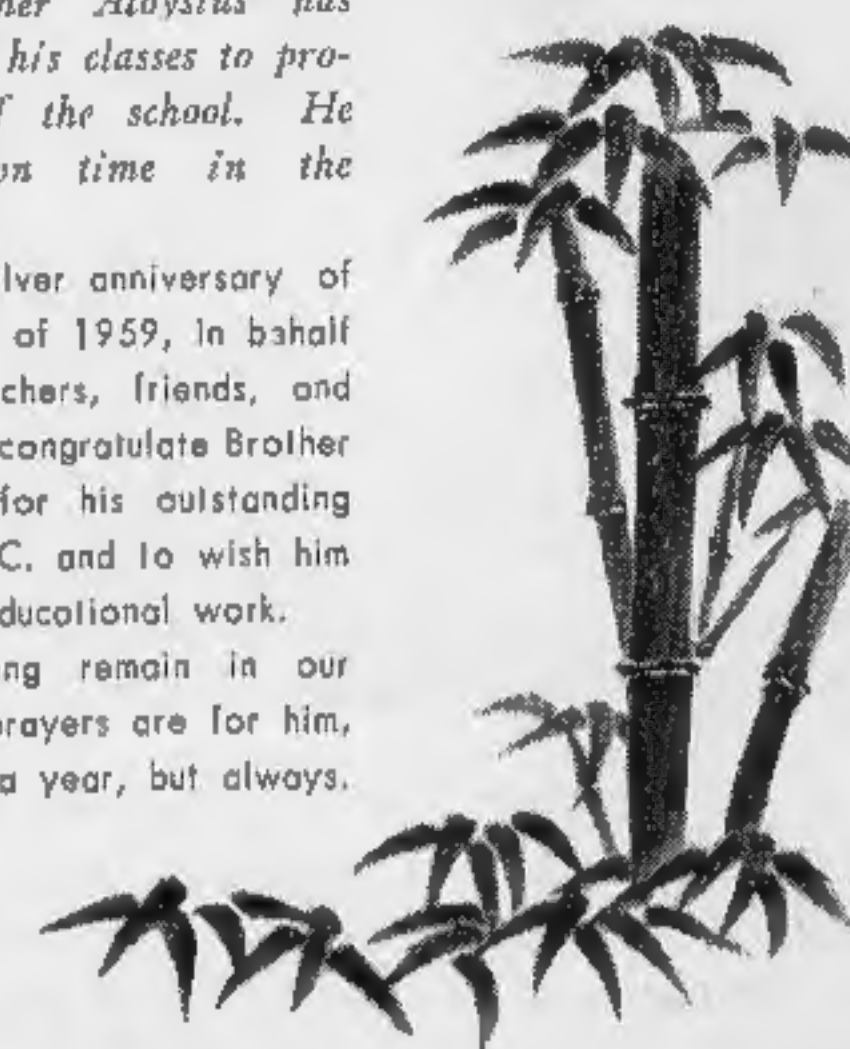 Aloysius has
his classes to pro-
f the school. He
on time in the
lver anniversary of
of 1959, in behalf
chers, friends, and
congratulate Brother
for his outstanding
C. and to wish him
ducational work.
ng remain in our
prayers are for him,
a year, but always.